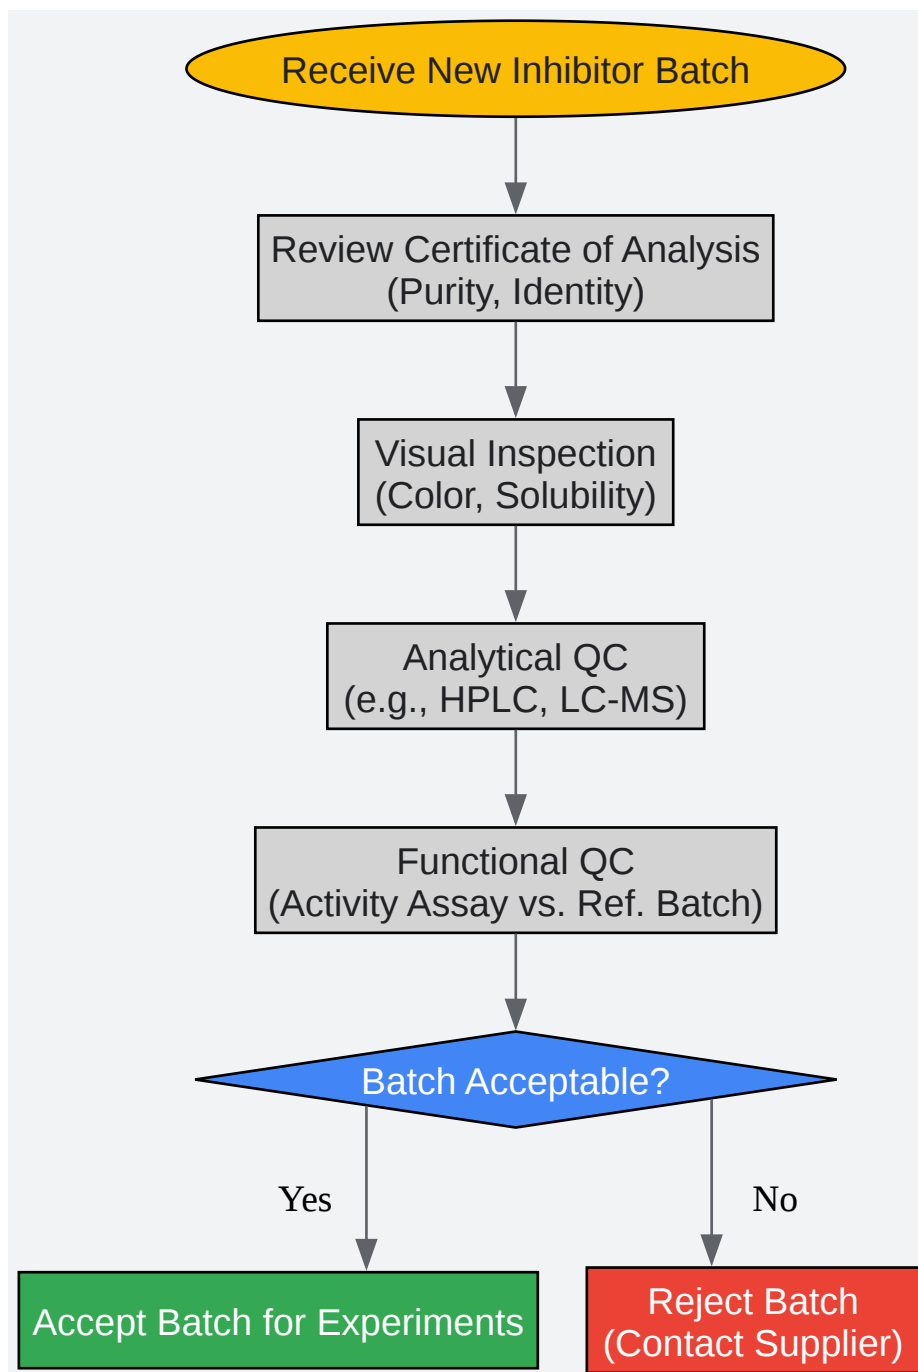 Receive New Inhibitor Batch
Review Certificate of Analysis
(Purity, Identity)
Visual Inspection
(Color, Solubility)
Analytical QC
(e.g., HPLC, LC-MS)
Functional QC
(Activity Assay vs. Ref. Batch)
Batch Acceptable?
Yes
No
Accept Batch for Experiments
Reject Batch
(Contact Supplier)